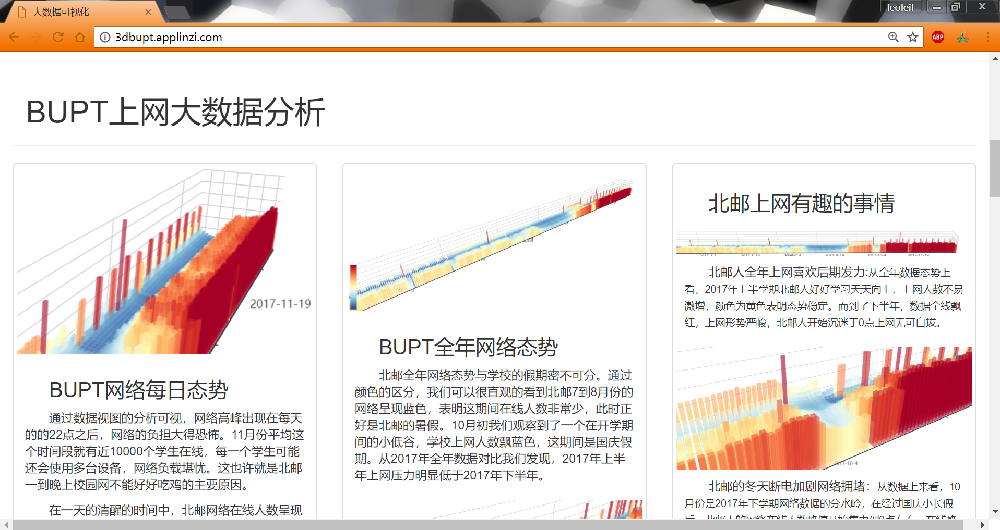 大数据可视化
leoleil
3dbupt.applinzi.com
ABP
BUPT上网大数据分析
2017-11-19
BUPT网络每日态势
通过数据视图的分析可视，网络高峰出现在每天
的的22点之后，网络的负担大得恐怖。11月份平均这
个时间段就有近10000个学生在线，每一个学生可能
还会使用多台设备，网络负载堪忧。这也许就是北邮
一到晚上校园网不能好好吃鸡的主要原因。
在一天的清醒的时间中，北邮网络在线人数呈现
BUPT全年网络态势
北邮全年网络态势与学校的假期密不可分。通过
颜色的区分，我们可以很直观的看到北邮7到8月份的
网络呈现蓝色，表明这期间在线人数非常少，此时正
好是北邮的暑假。10月初我们观察到了一个在开学期
间的小低谷，学校上网人数飘蓝色，这期间是国庆假
期。从2017年全年数据对比我们发现，2017年上半
年上网压力明显低于2017年下半年。
北邮上网有趣的事情
2017-8-19 2017-10-4 2017-11-19
北邮人全年上网喜欢后期发力:从全年数据态势上
看，2017年上半学期北邮人好好学习天天向上，上网人数不易
激增，颜色为黄色表明态势稳定。而到了下半年，数据全线飘
红，上网形势严峻，北邮人开始沉迷于0点上网无可自拔。
2017-10-4
北邮的冬天断电加剧网络拥堵：从数据上来看，10
月份是2017年下学期网络数据的分水岭，在经过国庆小长假